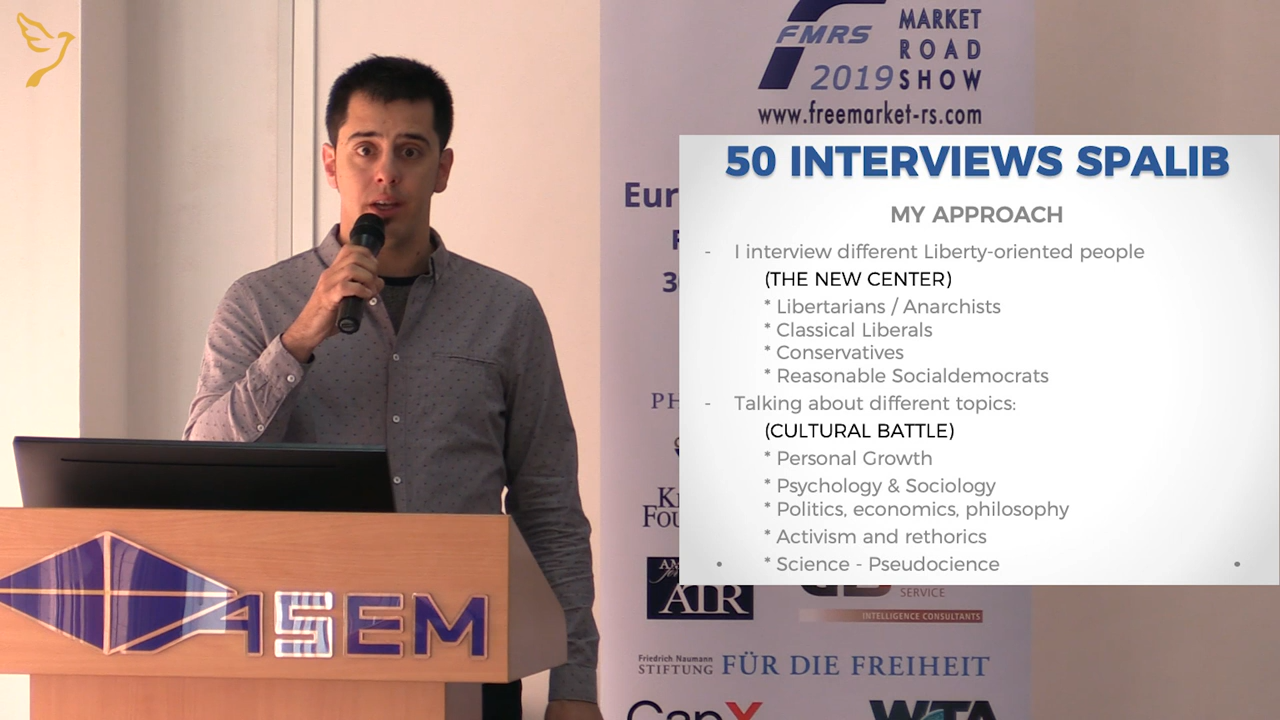 FMRS
2019
MARKET
ROAD
SHOW
www.freemarket-rs.com
Eur
50 INTERVIEWS SPALIB
MY APPROACH
- I interview different Liberty-oriented people
(THE NEW CENTER)
* Libertarians / Anarchists
* Classical Liberals
* Conservatives
* Reasonable Socialdemocrats
- Talking about different topics:
(CULTURAL BATTLE)
* Personal Growth
* Psychology & Sociology
* Politics, economics, philosophy
* Activism and rethorics
* Science - Pseudocience
PH
FOU
AIR
SERVICE
INTELLIGENCE CONSULTANTS
ASEM
Friedrich Naumann
STIFTUNG FÜR DIE FREIHEIT
CapX